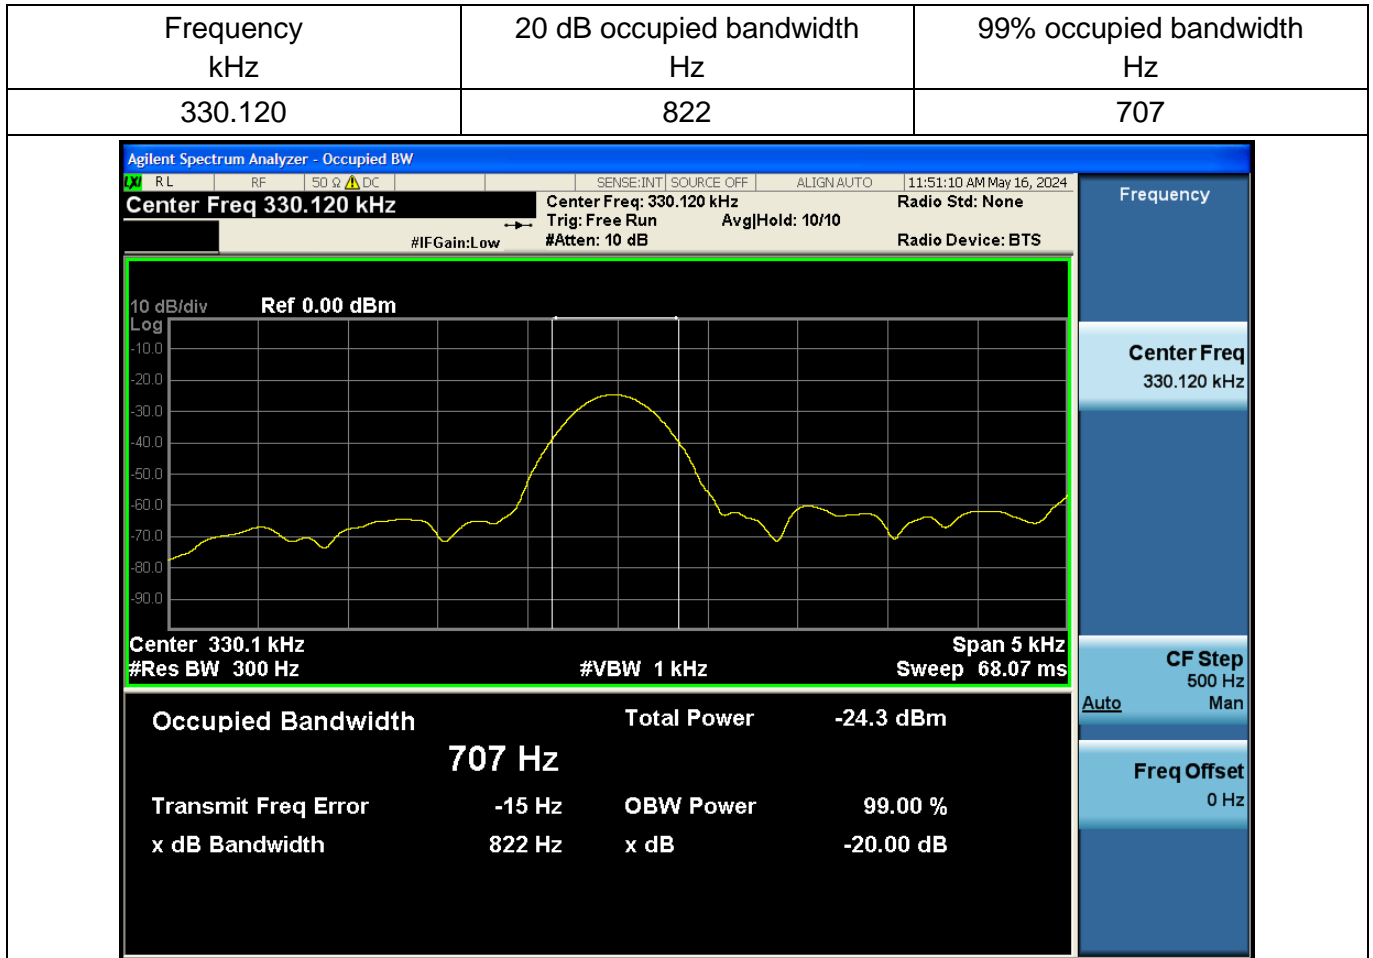 Frequency 20 dB occupied bandwidth 99% occupied bandwidth
kHz Hz Hz
330.120 822 707
Agilent Spectrum Analyzer - Occupied BW
LXI RL RF 50 Ω DC SENSE:INT SOURCE OFF ALIGN AUTO 11:51:10 AM May 16, 2024
Center Freq 330.120 kHz Center Freq: 330.120 kHz Radio Std: None
Trig: Free Run Avg|Hold: 10/10
#IFGain:Low #Atten: 10 dB Radio Device: BTS
10 dB/div Ref 0.00 dBm
Log
-10.0
-20.0
-30.0
-40.0
-50.0
-60.0
-70.0
-80.0
-90.0
Center 330.1 kHz Span 5 kHz
#Res BW 300 Hz #VBW 1 kHz Sweep 68.07 ms
Occupied Bandwidth Total Power -24.3 dBm
707 Hz
Transmit Freq Error -15 Hz OBW Power 99.00 %
x dB Bandwidth 822 Hz x dB -20.00 dB
Frequency
Center Freq
330.120 kHz
CF Step
500 Hz
Auto Man
Freq Offset
0 Hz